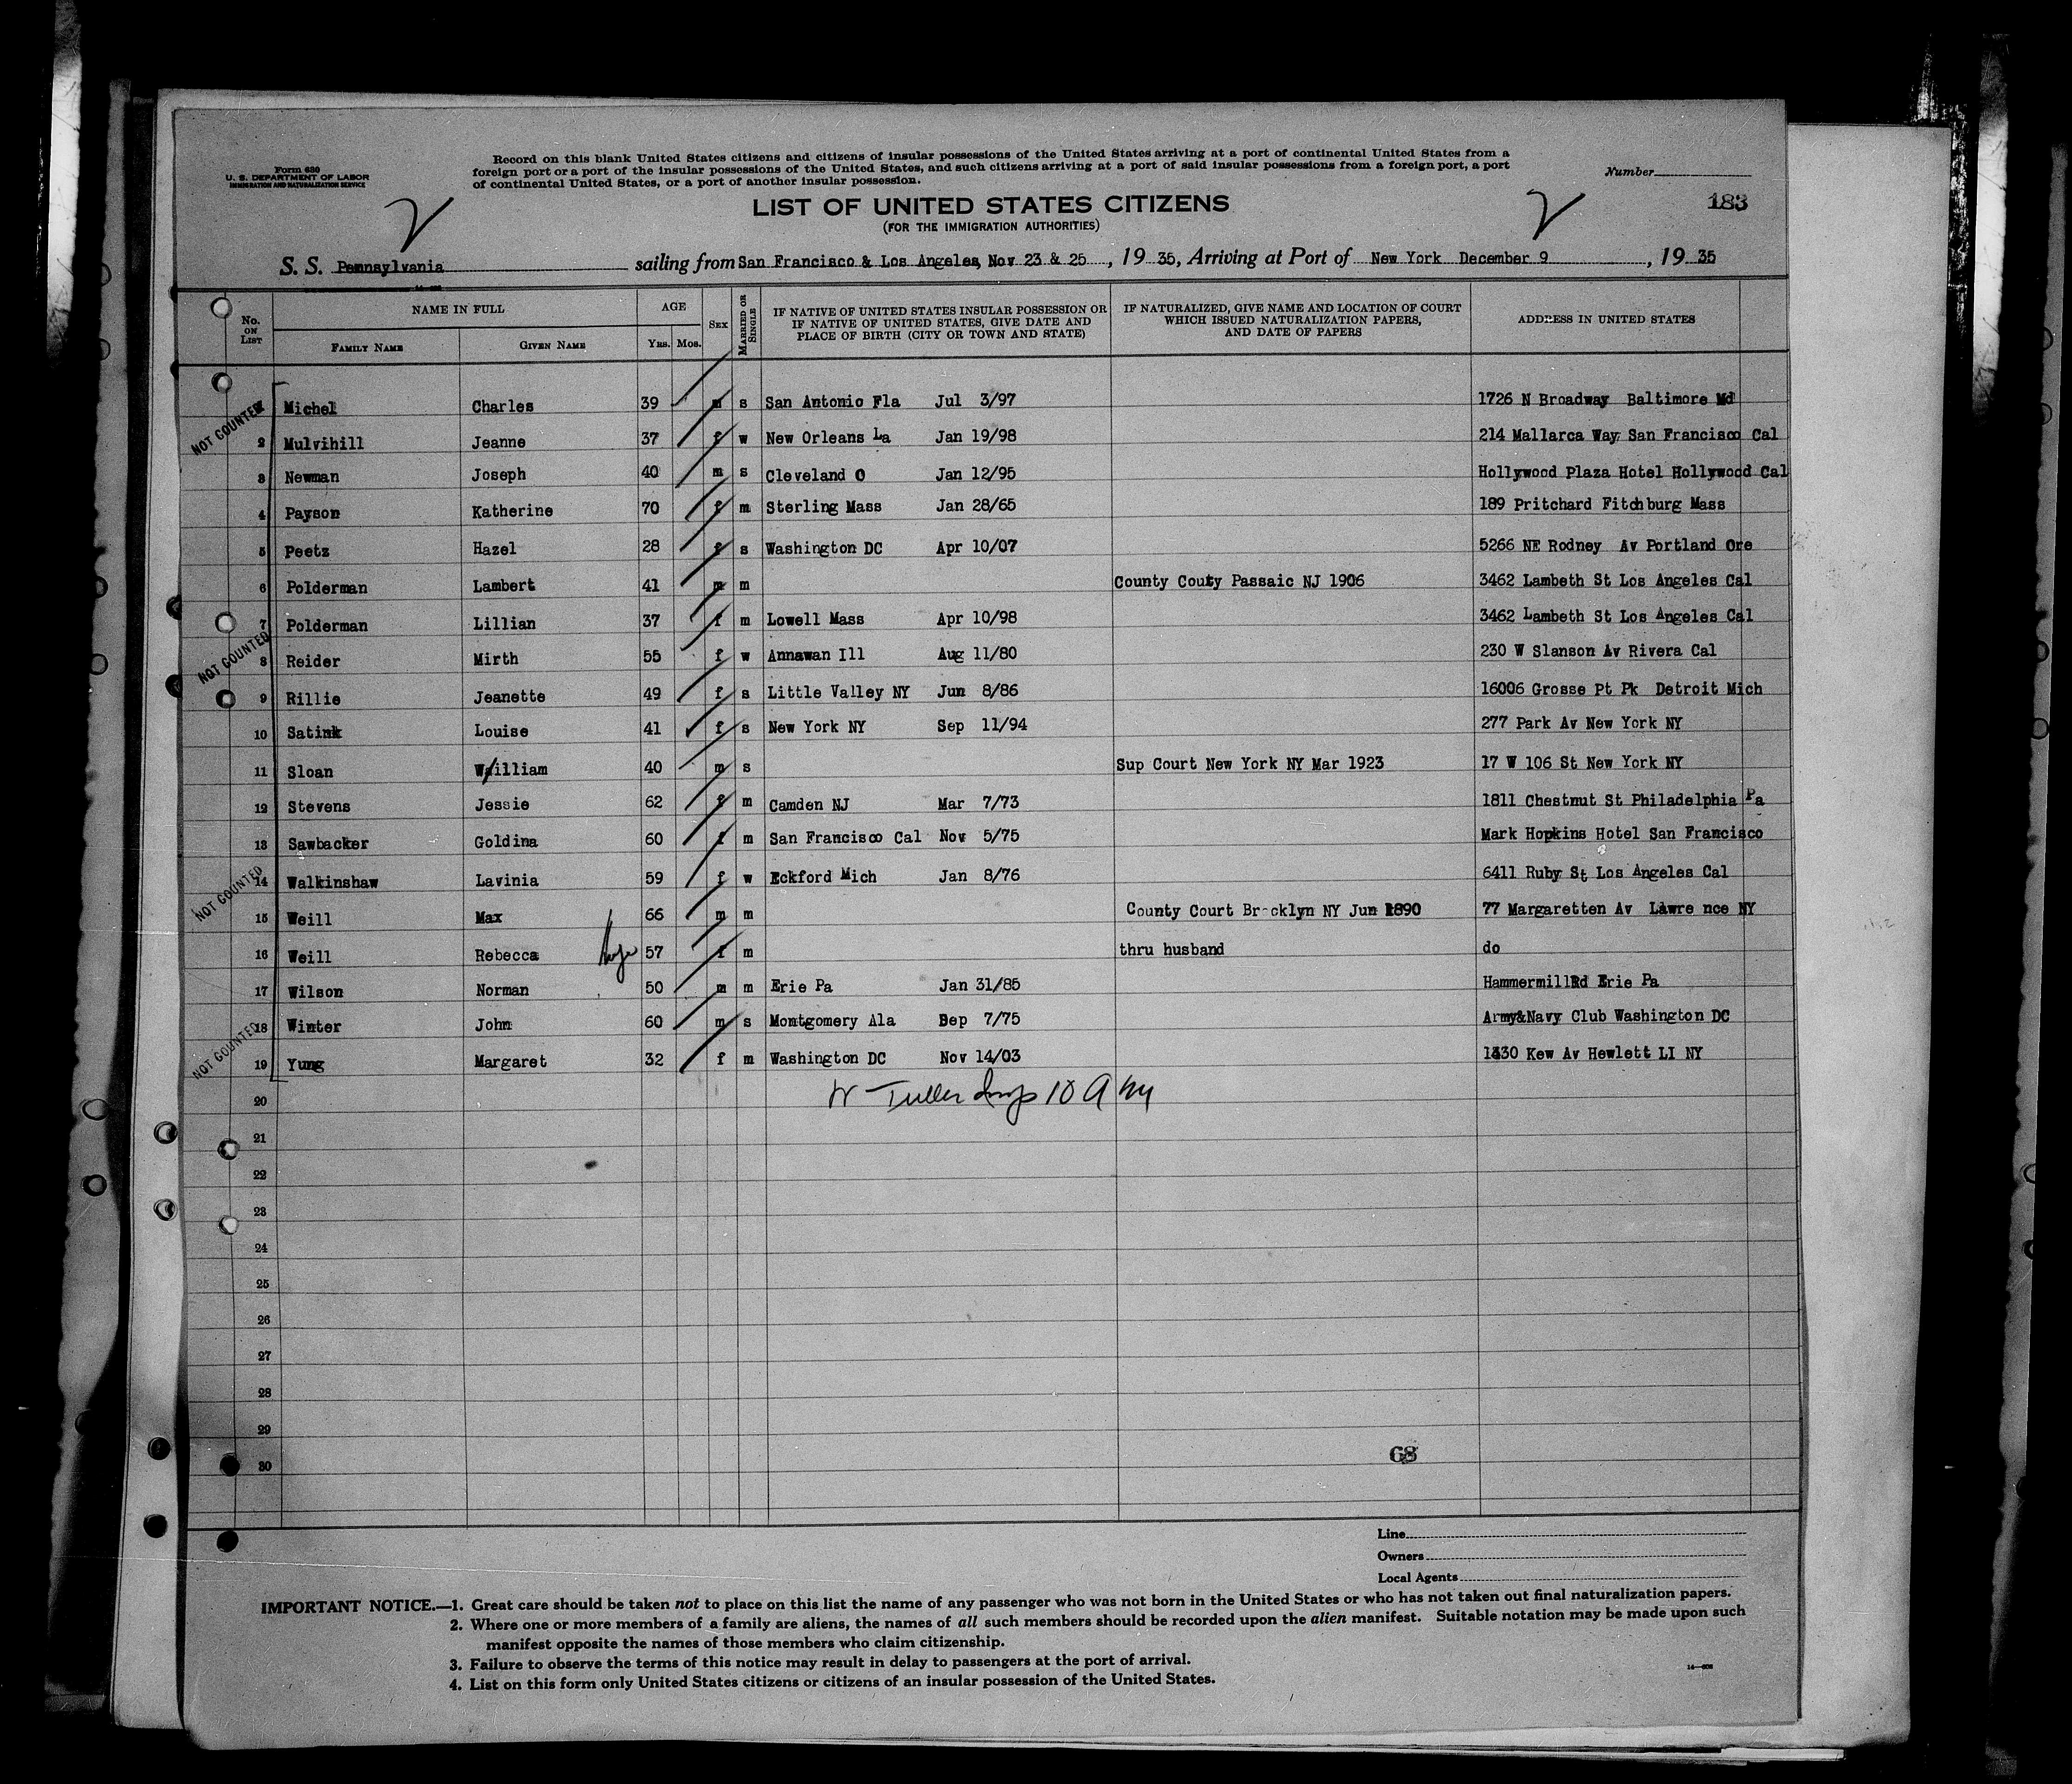 Form 630
U. S. DEPARTMENT OF LABOR
IMMIGRATION AND NATURALIZATION SERVICE
Record on this blank United States citizens and citizens of insular possessions of the United States arriving at a port of continental United States from a
foreign port or a port of the insular possessions of the United States, and such citizens arriving at a port of said insular possessions from a foreign port, a port
of continental United States, or a port of another insular possession.
Number
2
2
183
LIST OF UNITED STATES CITIZENS
(FOR THE IMMIGRATION AUTHORITIES)
S. S. Pennsylvania sailing from San Francisco & Los Angeles, Nov 23 & 25, 19 35, Arriving at Port of New York December 9, 19 35
No. ON LIST
NAME IN FULL
FAMILY NAME
GIVEN NAME
AGE
YRS. MOS.
SEX
MARRIED OR SINGLE
IF NATIVE OF UNITED STATES INSULAR POSSESSION OR
IF NATIVE OF UNITED STATES, GIVE DATE AND
PLACE OF BIRTH (CITY OR TOWN AND STATE)
IF NATURALIZED, GIVE NAME AND LOCATION OF COURT
WHICH ISSUED NATURALIZATION PAPERS,
AND DATE OF PAPERS
ADDRESS IN UNITED STATES
NOT COUNTED
Michel Charles 39 m s San Antonio Fla Jul 3/97 1726 N Broadway Baltimore Md
2 Mulvihill Jeanne 37 f w New Orleans La Jan 19/98 214 Mallarca Way San Francisco Cal
3 Newman Joseph 40 m s Cleveland O Jan 12/95 Hollywood Plaza Hotel Hollywood Cal
4 Payson Katherine 70 f m Sterling Mass Jan 28/65 189 Pritchard Fitchburg Mass
5 Peetz Hazel 28 f s Washington DC Apr 10/07 5266 NE Rodney Av Portland Ore
6 Polderman Lambert 41 m m County Couty Passaic NJ 1906 3462 Lambeth St Los Angeles Cal
7 Polderman Lillian 37 f m Lowell Mass Apr 10/98 3462 Lambeth St Los Angeles Cal
NOT COUNTED
8 Reider Mirth 55 f w Annawan Ill Aug 11/80 230 W Slanson Av Rivera Cal
9 Rillie Jeanette 49 f s Little Valley NY Jun 8/86 16006 Grosse Pt Pk Detroit Mich
10 Satink Louise 41 f s New York NY Sep 11/94 277 Park Av New York NY
11 Sloan William 40 m s Sup Court New York NY Mar 1923 17 W 106 St New York NY
12 Stevens Jessie 62 f m Camden NJ Mar 7/73 1811 Chestnut St Philadelphia Pa
13 Sawbacker Goldina 60 f m San Francisco Cal Nov 5/75 Mark Hopkins Hotel San Francisco
NOT COUNTED
14 Walkinshaw Lavinia 59 f w Eckford Mich Jan 8/76 6411 Ruby St Los Angeles Cal
15 Weill Max 66 m m County Court Brocklyn NY Jun 1890 77 Margaretten Av Lawre nce NY
16 Weill Rebecca 57 f m thru husband do
17 Wilson Norman 50 m m Erie Pa Jan 31/85 HammermillRd Erie Pa
NOT COUNTED
18 Winter John 60 m s Montgomery Ala Sep 7/75 Army&Navy Club Washington DC
19 Yung Margaret 32 f m Washington DC Nov 14/03 1330 Kew Av Hewlett LI NY
20
21
22
23
24
25
26
27
28
29
30
68
Line
Owners
Local Agents
IMPORTANT NOTICE.—1. Great care should be taken not to place on this list the name of any passenger who was not born in the United States or who has not taken out final naturalization papers.
2. Where one or more members of a family are aliens, the names of all such members should be recorded upon the alien manifest. Suitable notation may be made upon such
manifest opposite the names of those members who claim citizenship.
3. Failure to observe the terms of this notice may result in delay to passengers at the port of arrival.
4. List on this form only United States citizens or citizens of an insular possession of the United States.